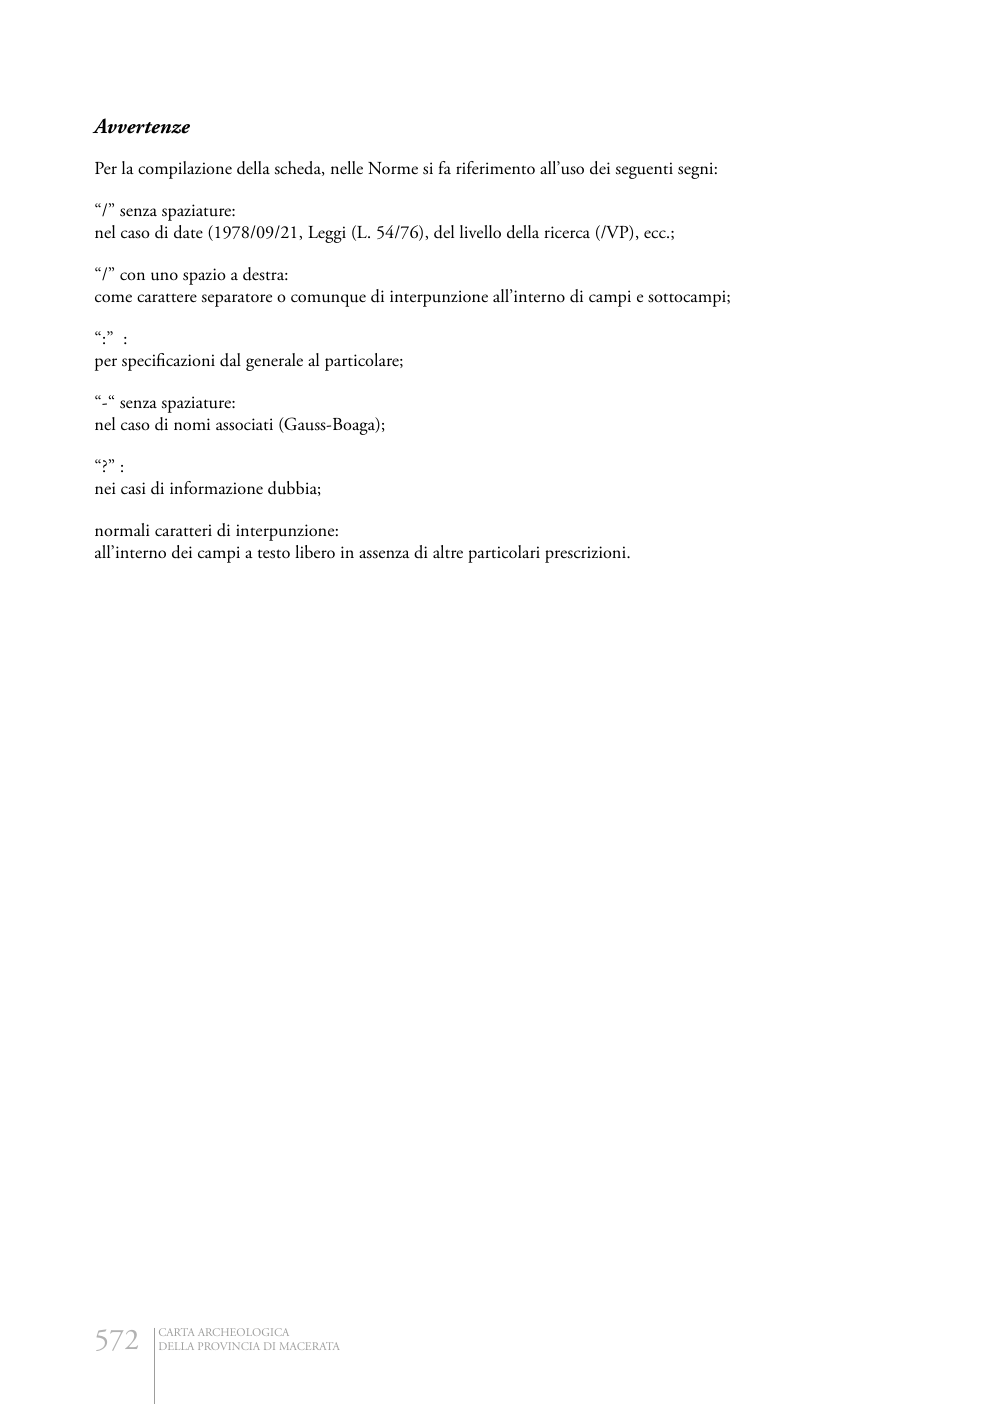 Avvertenze
Per la compilazione della scheda, nelle Norme si fa riferimento all’uso dei seguenti segni:
“/” senza spaziature:
nel caso di date (1978/09/21, Leggi (L. 54/76), del livello della ricerca (/VP), ecc.;
“/” con uno spazio a destra:
come carattere separatore o comunque di interpunzione all’interno di campi e sottocampi;
“:”  :
per specificazioni dal generale al particolare;
“-“ senza spaziature:
nel caso di nomi associati (Gauss-Boaga);
“?” :
nei casi di informazione dubbia;
normali caratteri di interpunzione:
all’interno dei campi a testo libero in assenza di altre particolari prescrizioni.
572
CARTA ARCHEOLOGICA
DELLA PROVINCIA DI MACERATA